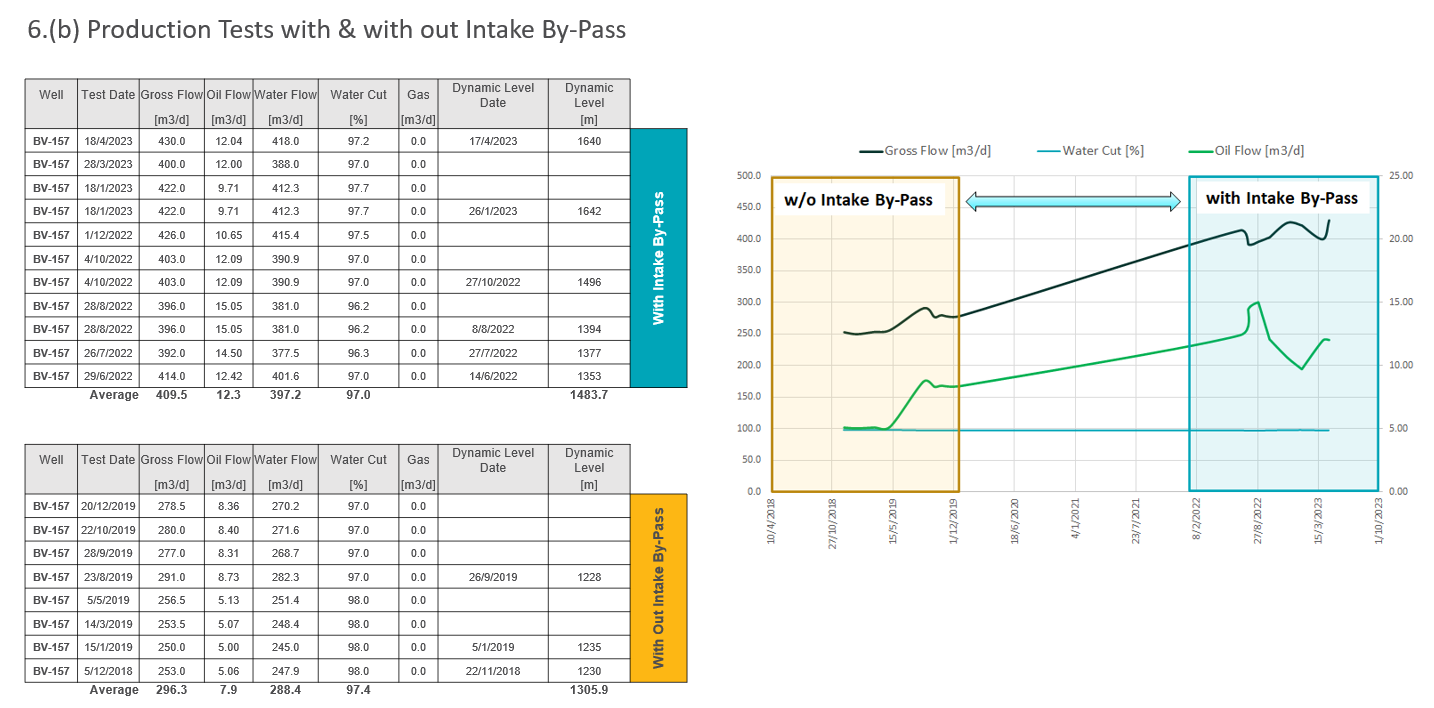 6.(b) Production Tests with & with out Intake By-Pass
Well Test Date Gross Flow Oil Flow Water Flow Water Cut Gas Dynamic Level Date Dynamic Level
[m3/d] [m3/d] [m3/d] [%] [m3/d] [m]
BV-157 18/4/2023 430.0 12.04 418.0 97.2 0.0 17/4/2023 1640
BV-157 28/3/2023 400.0 12.00 388.0 97.0 0.0
BV-157 18/1/2023 422.0 9.71 412.3 97.7 0.0
BV-157 18/1/2023 422.0 9.71 412.3 97.7 0.0 26/1/2023 1642
BV-157 1/12/2022 426.0 10.65 415.4 97.5 0.0
BV-157 4/10/2022 403.0 12.09 390.9 97.0 0.0
BV-157 4/10/2022 403.0 12.09 390.9 97.0 0.0 27/10/2022 1496
BV-157 28/8/2022 396.0 15.05 381.0 96.2 0.0
BV-157 28/8/2022 396.0 15.05 381.0 96.2 0.0 8/8/2022 1394
BV-157 26/7/2022 392.0 14.50 377.5 96.3 0.0 27/7/2022 1377
BV-157 29/6/2022 414.0 12.42 401.6 97.0 0.0 14/6/2022 1353
Average 409.5 12.3 397.2 97.0 1483.7
With Intake By-Pass
Well Test Date Gross Flow Oil Flow Water Flow Water Cut Gas Dynamic Level Date Dynamic Level
[m3/d] [m3/d] [m3/d] [%] [m3/d] [m]
BV-157 20/12/2019 278.5 8.36 270.2 97.0 0.0
BV-157 22/10/2019 280.0 8.40 271.6 97.0 0.0
BV-157 28/9/2019 277.0 8.31 268.7 97.0 0.0
BV-157 23/8/2019 291.0 8.73 282.3 97.0 0.0 26/9/2019 1228
BV-157 5/5/2019 256.5 5.13 251.4 98.0 0.0
BV-157 14/3/2019 253.5 5.07 248.4 98.0 0.0
BV-157 15/1/2019 250.0 5.00 245.0 98.0 0.0 5/1/2019 1235
BV-157 5/12/2018 253.0 5.06 247.9 98.0 0.0 22/11/2018 1230
Average 296.3 7.9 288.4 97.4 1305.9
With Out Intake By-Pass
Gross Flow [m3/d] Water Cut [%] Oil Flow [m3/d]
w/o Intake By-Pass with Intake By-Pass
500.0 25.00
450.0
400.0 20.00
350.0
300.0 15.00
250.0
200.0 10.00
150.0
100.0 5.00
50.0
0.0 0.00
10/4/2018 27/10/2018 15/5/2019 1/12/2019 18/6/2020 4/1/2021 23/7/2021 8/2/2022 27/8/2022 15/3/2023 1/10/2023